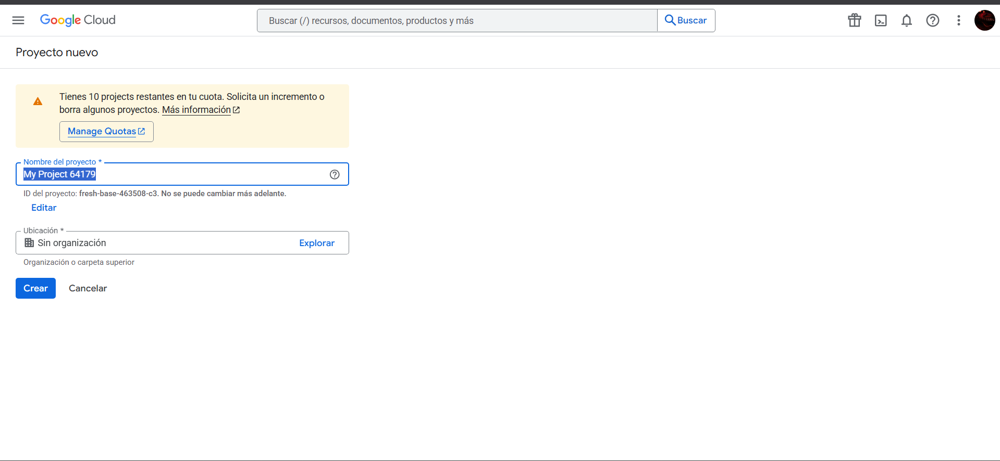 Google Cloud
Buscar (/) recursos, documentos, productos y más
Buscar
Proyecto nuevo
Tienes 10 projects restantes en tu cuota. Solicita un incremento o
borra algunos proyectos. Más información
Manage Quotas
Nombre del proyecto *
My Project 64179
ID del proyecto: fresh-base-463508-c3. No se puede cambiar más adelante.
Editar
Ubicación *
Sin organización
Explorar
Organización o carpeta superior
Crear
Cancelar